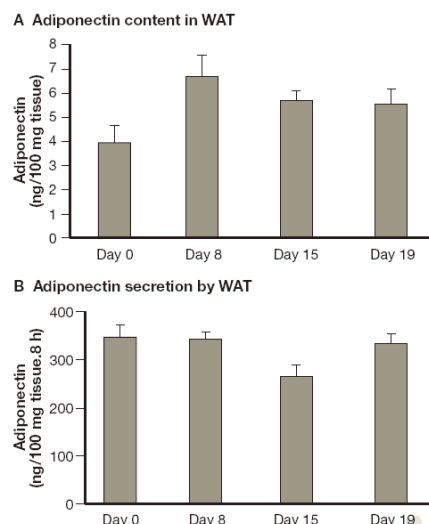 A Adiponectin content in WAT
Adiponectin
(ng/100 mg tissue)
8
7
6
5
4
3
2
1
0
Day 0 Day 8 Day 15 Day 19
B Adiponectin secretion by WAT
Adiponectin
(ng/100 mg tissue.8 h)
400
300
200
100
0
Day 0 Day 8 Day 15 Day 19